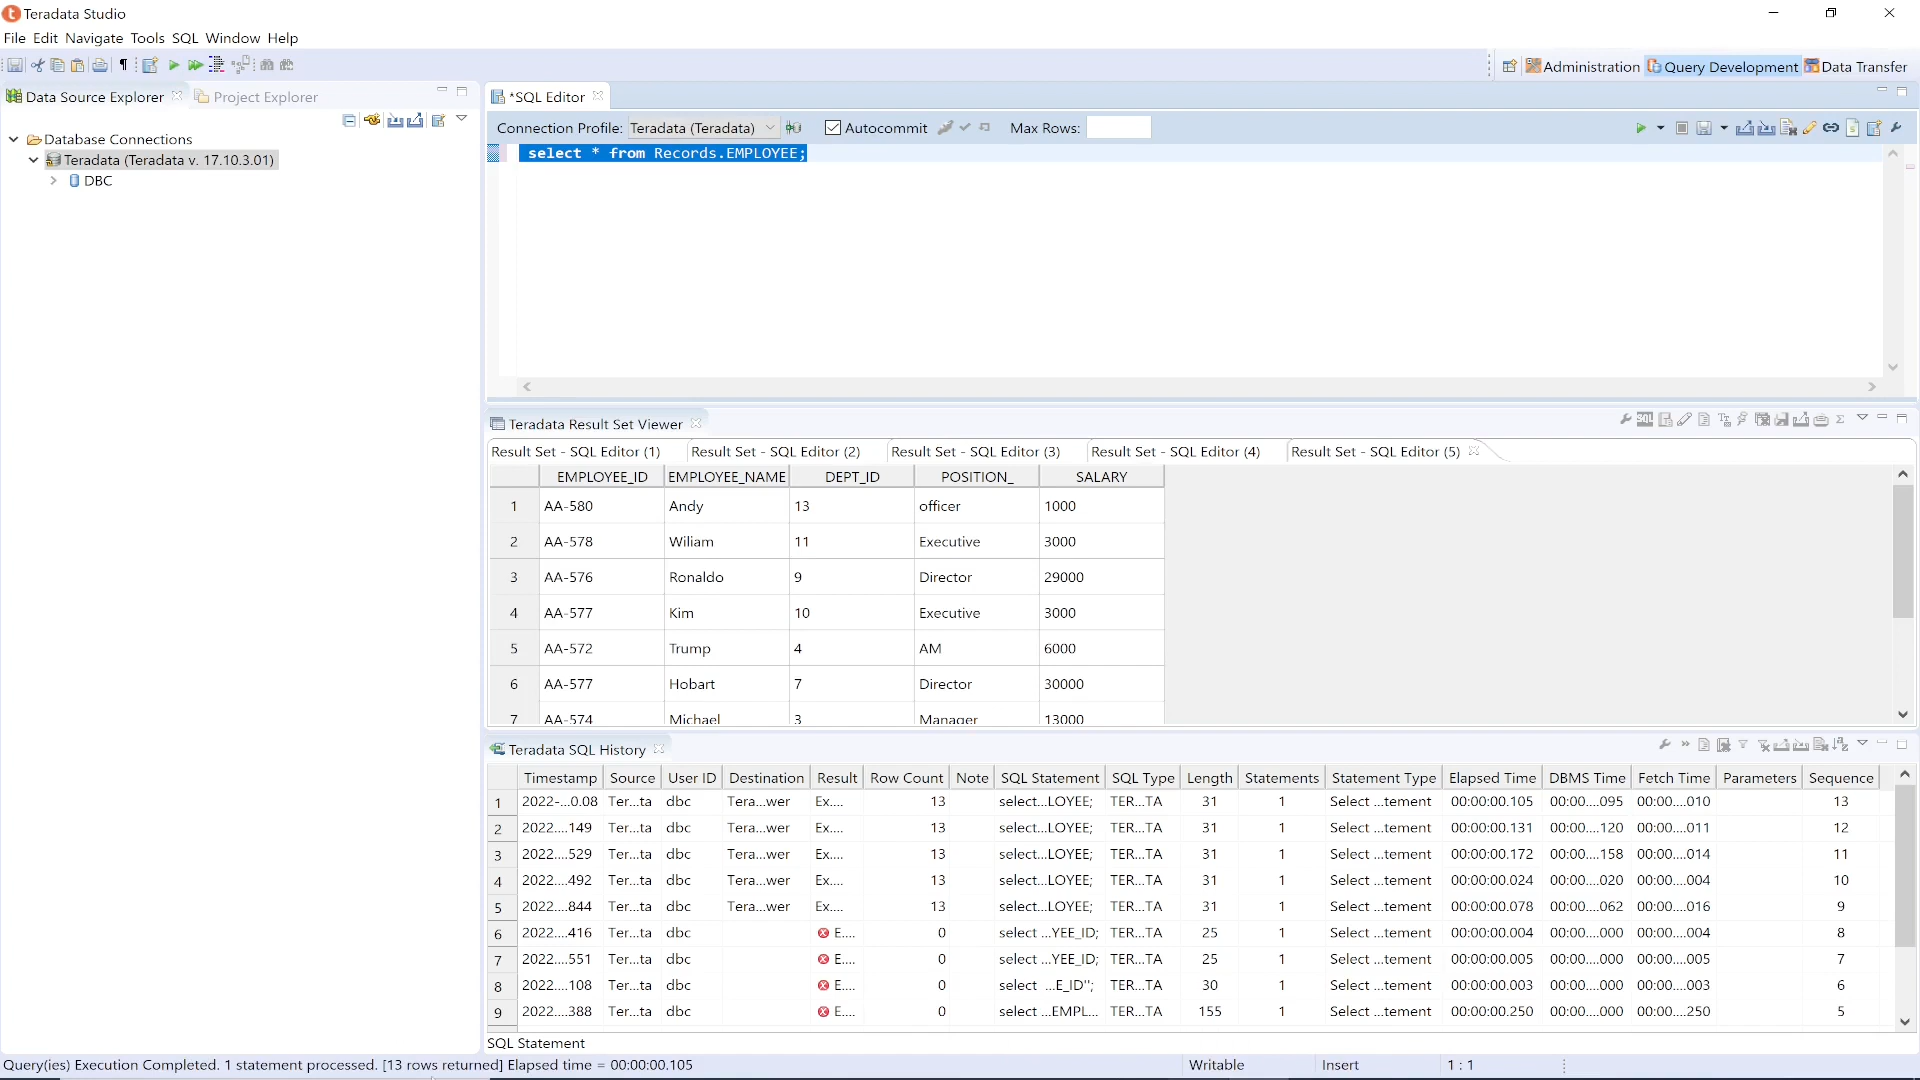 Teradata Studio
File Edit Navigate Tools SQL Window Help
Administration Query Development Data Transfer
Data Source Explorer Project Explorer
*SQL Editor
Connection Profile: Teradata (Teradata) Autocommit Max Rows:
Database Connections
Teradata (Teradata v. 17.10.3.01)
DBC
select * from Records.EMPLOYEE;
Teradata Result Set Viewer
Result Set - SQL Editor (1) Result Set - SQL Editor (2) Result Set - SQL Editor (3) Result Set - SQL Editor (4) Result Set - SQL Editor (5)
EMPLOYEE_ID EMPLOYEE_NAME DEPT_ID POSITION_ SALARY
1 AA-580 Andy 13 officer 1000
2 AA-578 Wiliam 11 Executive 3000
3 AA-576 Ronaldo 9 Director 29000
4 AA-577 Kim 10 Executive 3000
5 AA-572 Trump 4 AM 6000
6 AA-577 Hobart 7 Director 30000
7 AA-574 Michael 3 Manager 13000
Teradata SQL History
Timestamp Source User ID Destination Result Row Count Note SQL Statement SQL Type Length Statements Statement Type Elapsed Time DBMS Time Fetch Time Parameters Sequence
1 2022-...0.08 Ter...ta dbc Tera...wer Ex.... 13 select...LOYEE; TER...TA 31 1 Select ...tement 00:00:00.105 00:00....095 00:00....010 13
2 2022....149 Ter...ta dbc Tera...wer Ex.... 13 select...LOYEE; TER...TA 31 1 Select ...tement 00:00:00.131 00:00....120 00:00....011 12
3 2022....529 Ter...ta dbc Tera...wer Ex.... 13 select...LOYEE; TER...TA 31 1 Select ...tement 00:00:00.172 00:00....158 00:00....014 11
4 2022....492 Ter...ta dbc Tera...wer Ex.... 13 select...LOYEE; TER...TA 31 1 Select ...tement 00:00:00.024 00:00....020 00:00....004 10
5 2022....844 Ter...ta dbc Tera...wer Ex.... 13 select...LOYEE; TER...TA 31 1 Select ...tement 00:00:00.078 00:00....062 00:00....016 9
6 2022....416 Ter...ta dbc E.... 0 select ...YEE_ID; TER...TA 25 1 Select ...tement 00:00:00.004 00:00....000 00:00....004 8
7 2022....551 Ter...ta dbc E.... 0 select ...YEE_ID; TER...TA 25 1 Select ...tement 00:00:00.005 00:00....000 00:00....005 7
8 2022....108 Ter...ta dbc E.... 0 select ...E_ID"; TER...TA 30 1 Select ...tement 00:00:00.003 00:00....000 00:00....003 6
9 2022....388 Ter...ta dbc E.... 0 select ...EMPL... TER...TA 155 1 Select ...tement 00:00:00.250 00:00....000 00:00....250 5
SQL Statement
Query(ies) Execution Completed. 1 statement processed. [13 rows returned] Elapsed time = 00:00:00.105 Writable Insert 1 : 1